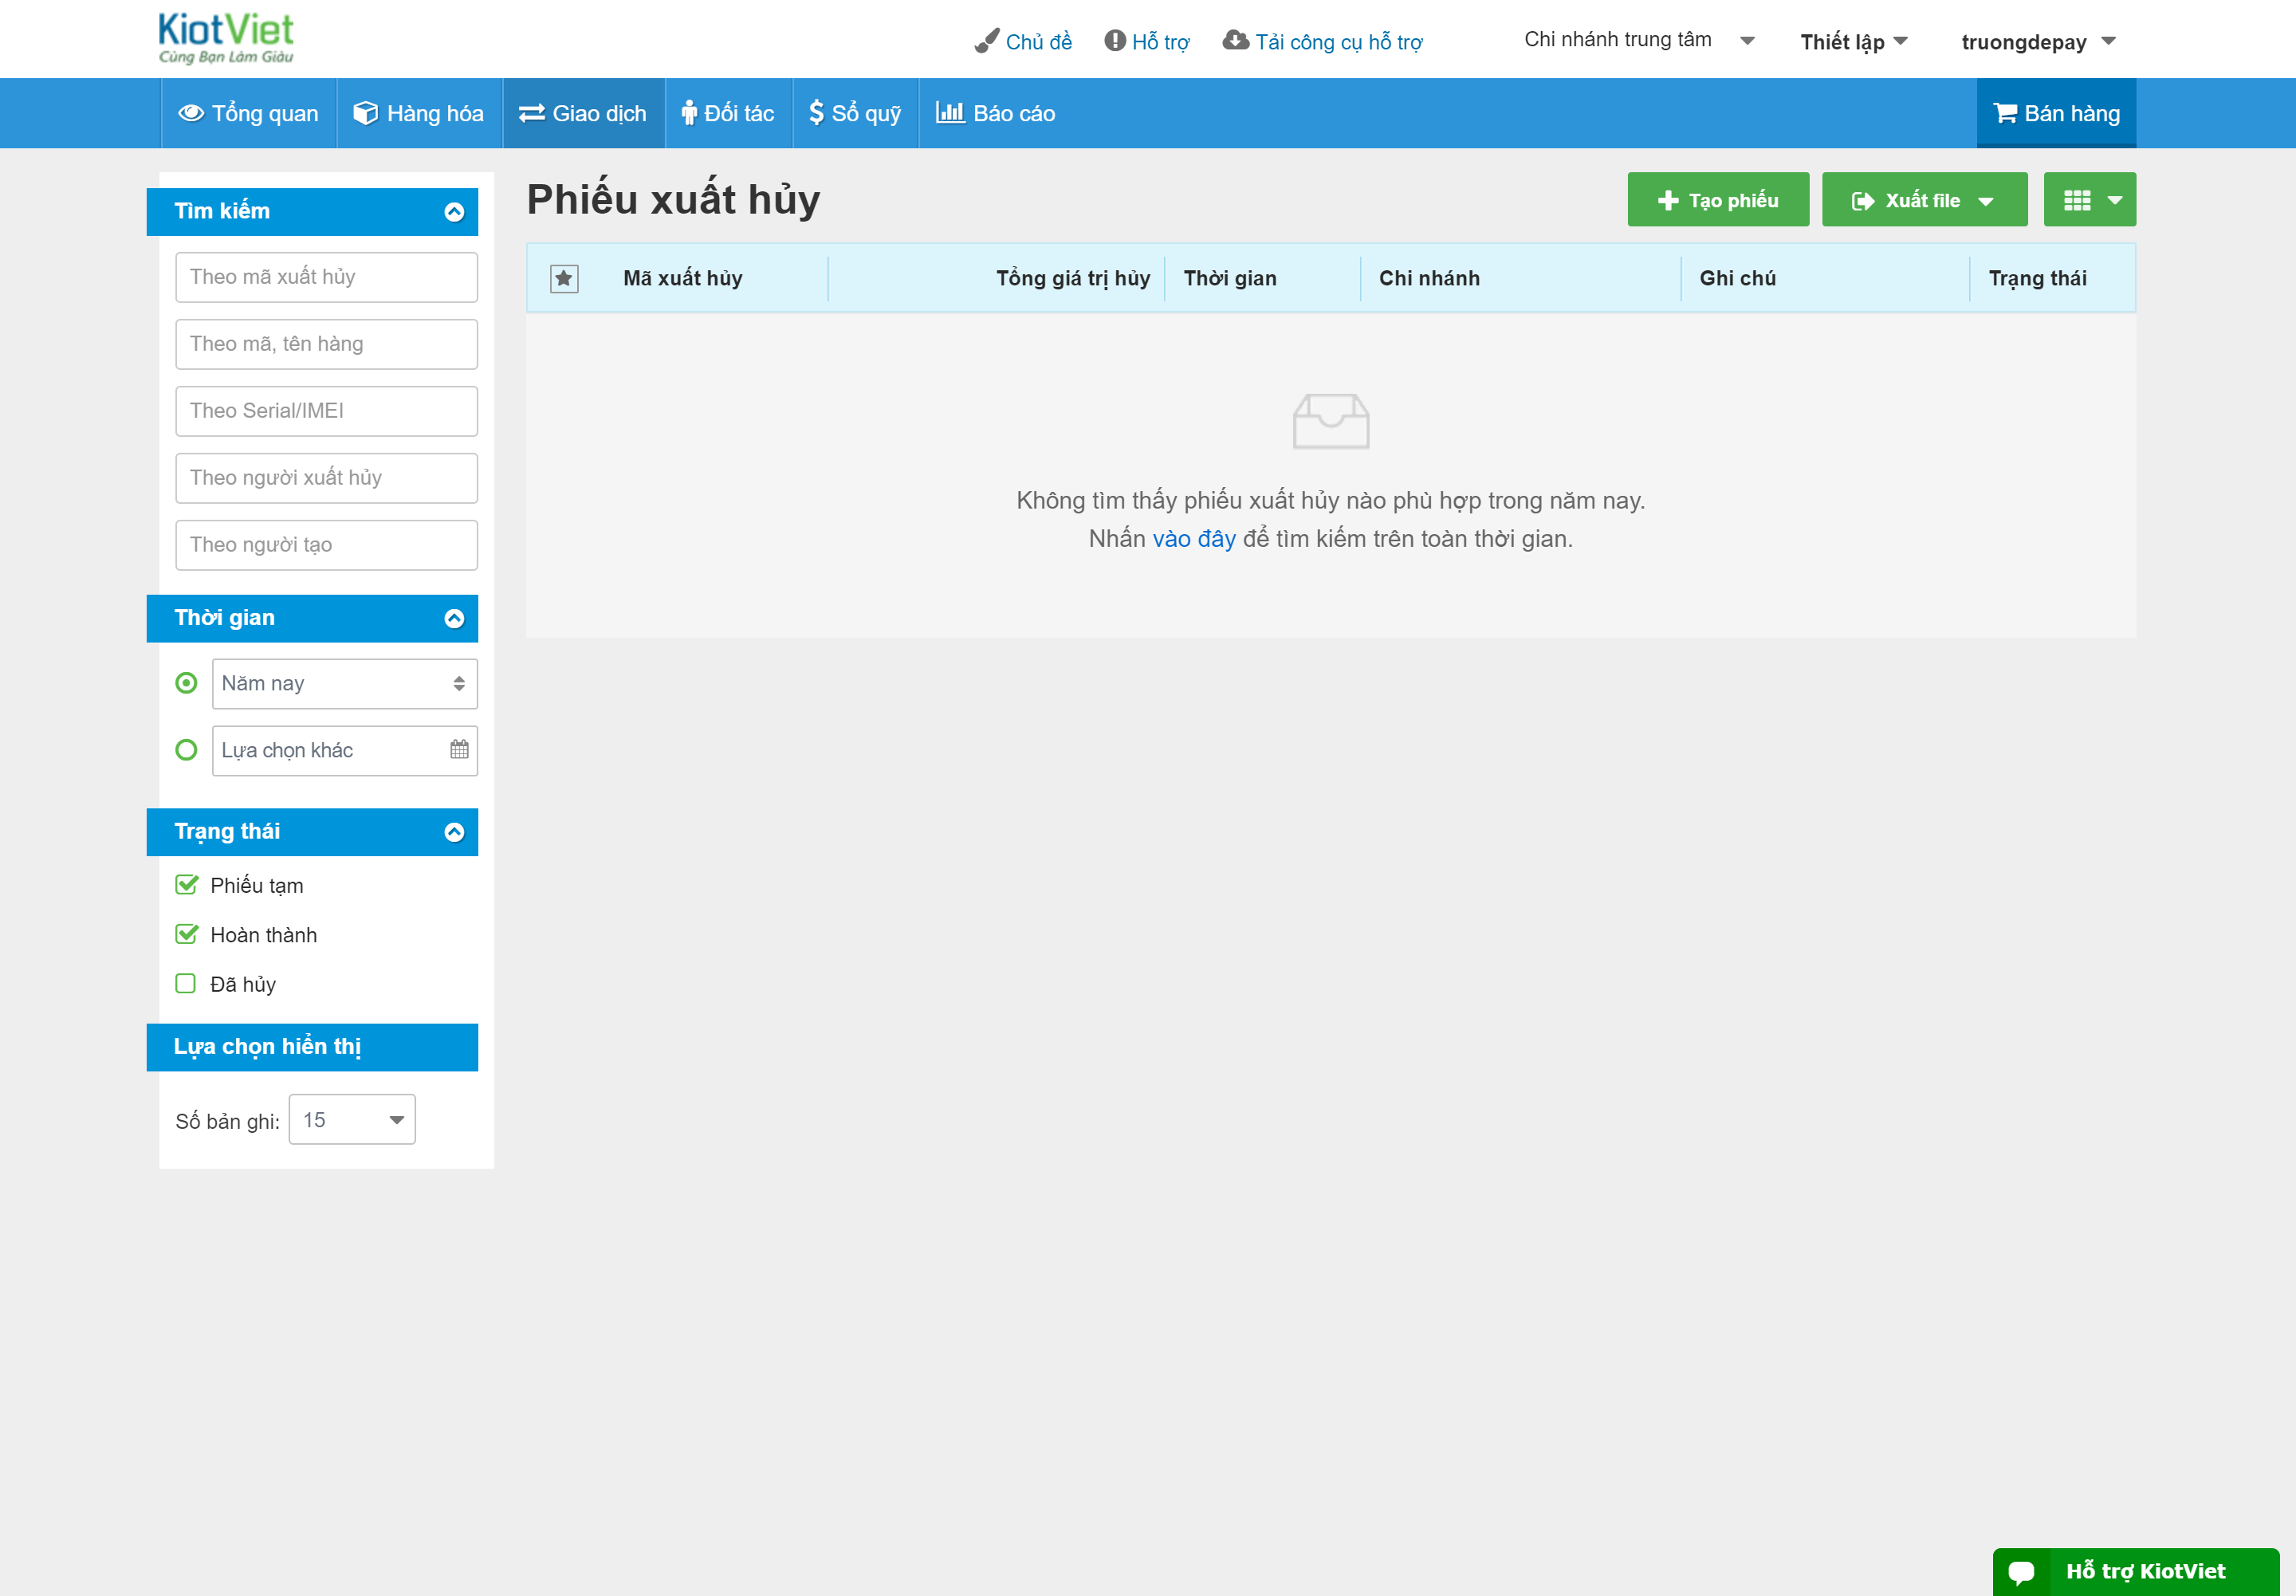 KiotViet
Cùng Bạn Làm Giàu
Chủ đề Hỗ trợ Tải công cụ hỗ trợ Chi nhánh trung tâm Thiết lập truongdepay
Tổng quan Hàng hóa Giao dịch Đối tác Sổ quỹ Báo cáo Bán hàng
Tìm kiếm
Theo mã xuất hủy
Theo mã, tên hàng
Theo Serial/IMEI
Theo người xuất hủy
Theo người tạo
Thời gian
Năm nay
Lựa chọn khác
Trạng thái
Phiếu tạm
Hoàn thành
Đã hủy
Lựa chọn hiển thị
Số bản ghi: 15
Phiếu xuất hủy
Tạo phiếu Xuất file
Mã xuất hủy Tổng giá trị hủy Thời gian Chi nhánh Ghi chú Trạng thái
Không tìm thấy phiếu xuất hủy nào phù hợp trong năm nay.
Nhấn vào đây để tìm kiếm trên toàn thời gian.
Hỗ trợ KiotViet